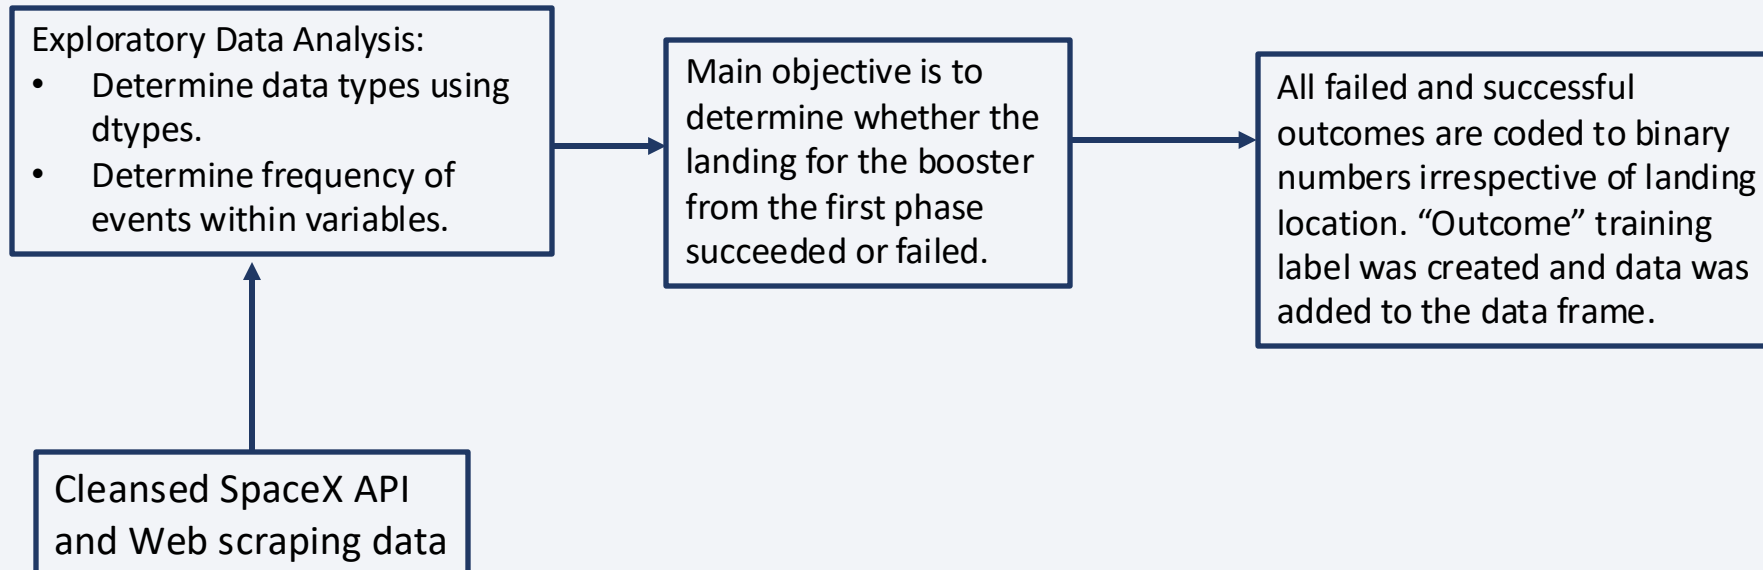 Exploratory Data Analysis:
• Determine data types using
dtypes.
• Determine frequency of
events within variables.
Main objective is to
determine whether the
landing for the booster
from the first phase
succeeded or failed.
All failed and successful
outcomes are coded to binary
numbers irrespective of landing
location. “Outcome” training
label was created and data was
added to the data frame.
Cleansed SpaceX API
and Web scraping data